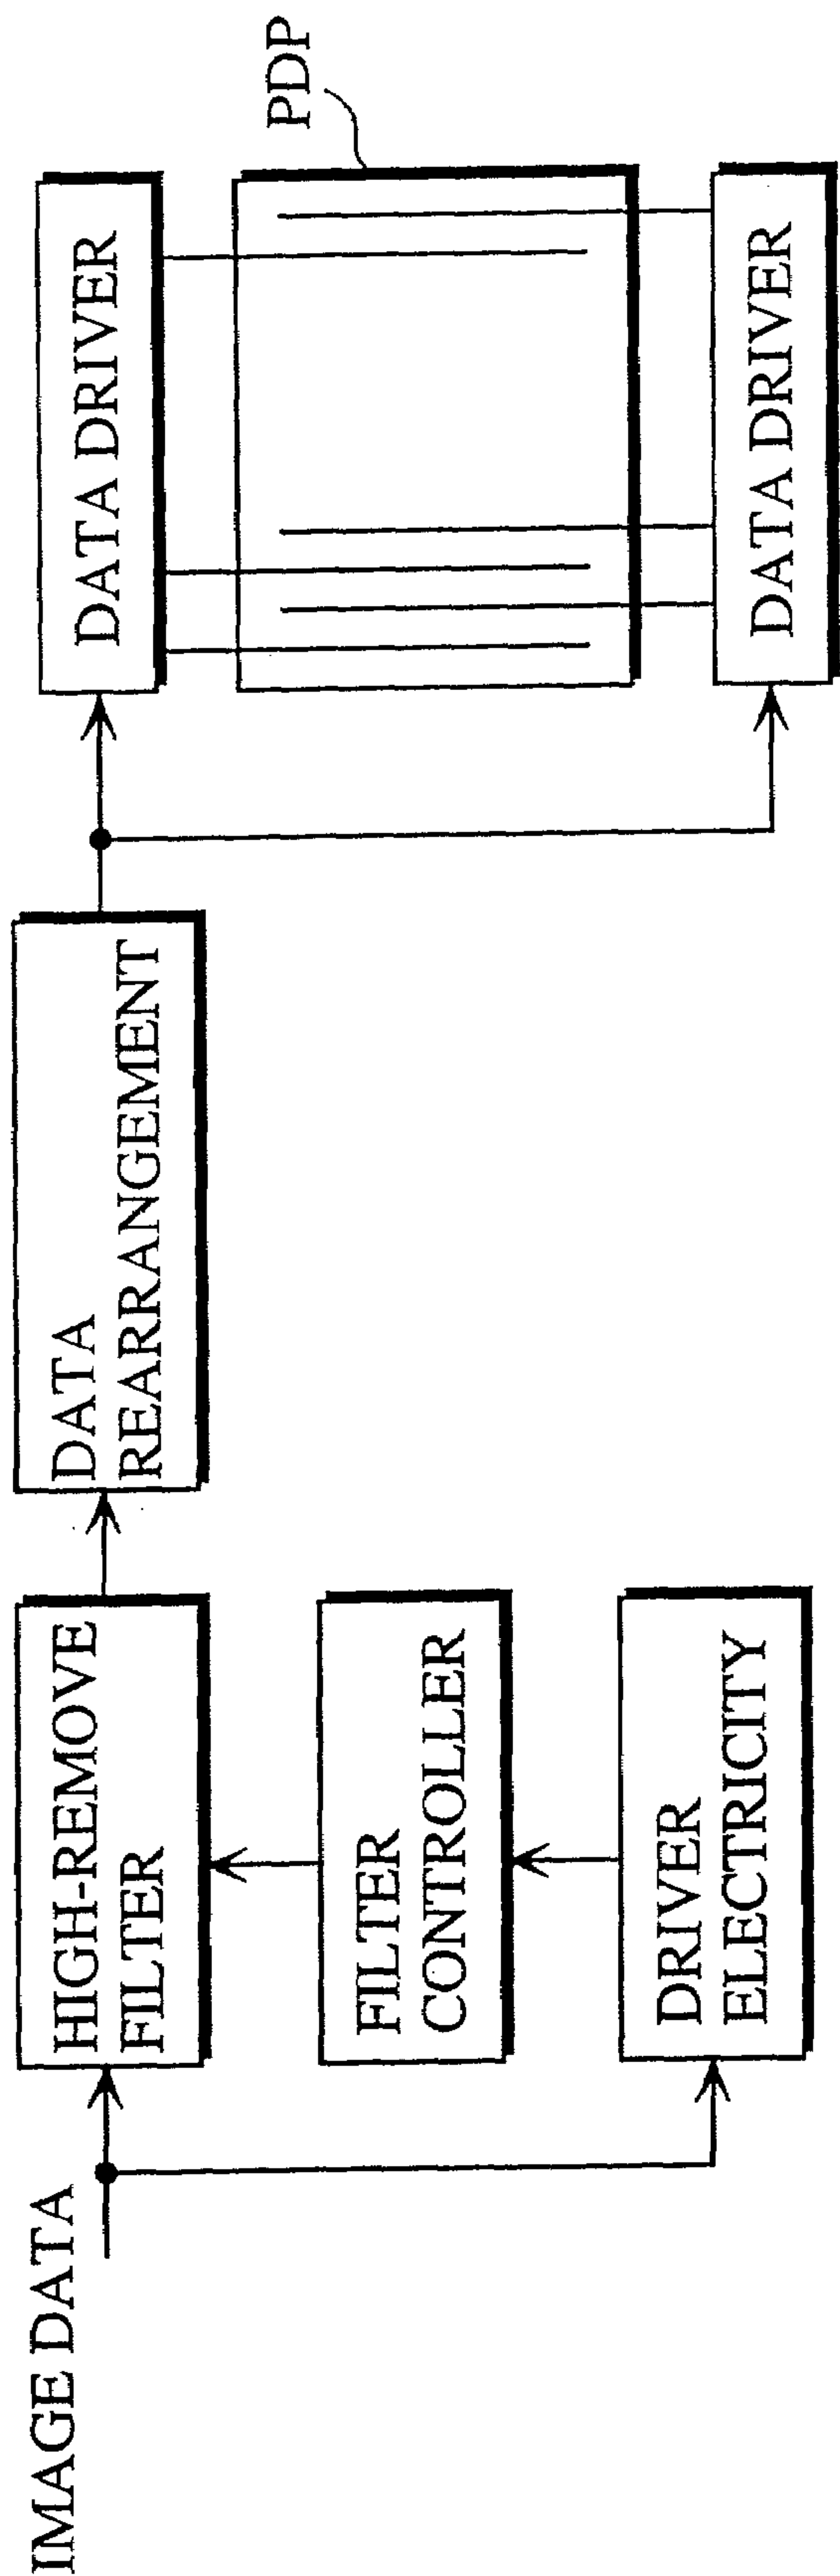 IMAGE DATA
HIGH-REMOVE
FILTER
FILTER
CONTROLLER
DRIVER
ELECTRICITY
DATA
REARRANGEMENT
DATA DRIVER
PDP
DATA DRIVER